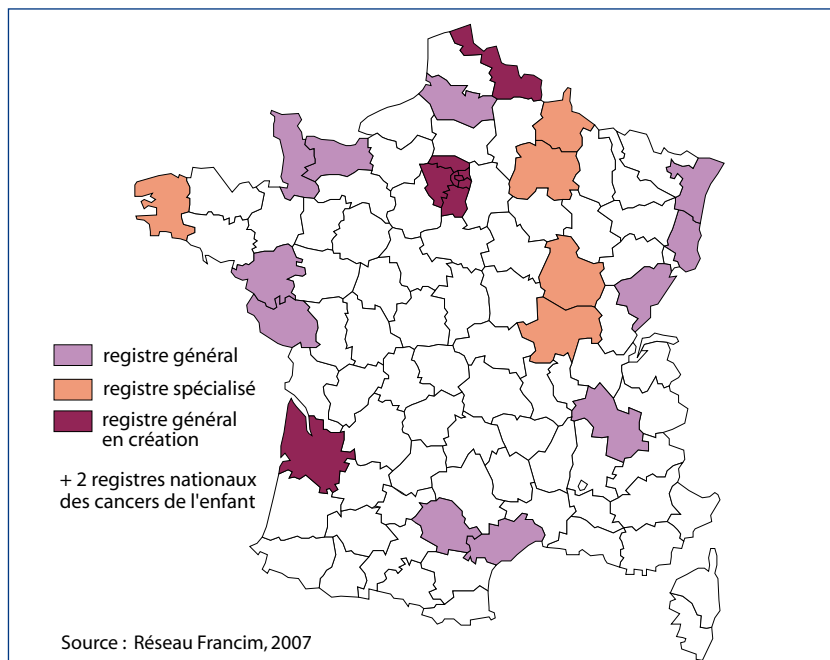 registre général
registre spécialisé
registre général
en création
+ 2 registres nationaux
des cancers de l'enfant
Source : Réseau Francim, 2007